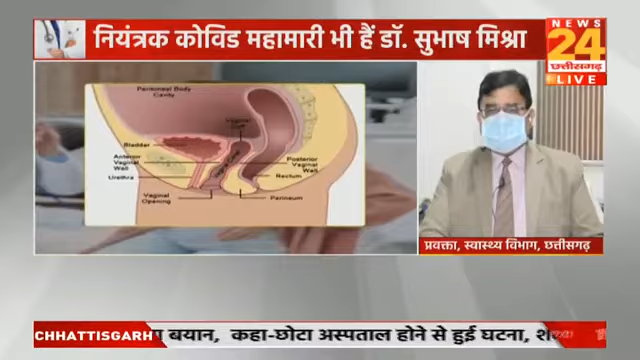 नियंत्रक कोविड महामारी भी हैं डॉ. सुभाष मिश्रा
NEWS
24
छत्तीसगढ़
LIVE
Peritoneal Body
Cavity
Bladder
Anterior
Vaginal
Wall
Urethra
Vaginal
Opening
Posterior
Vaginal
Wall
Rectum
Perineum
प्रवक्ता, स्वास्थ्य विभाग, छत्तीसगढ़
CHHATTISGARH
बयान, कहा-छोटा अस्पताल होने से हुई घटना,